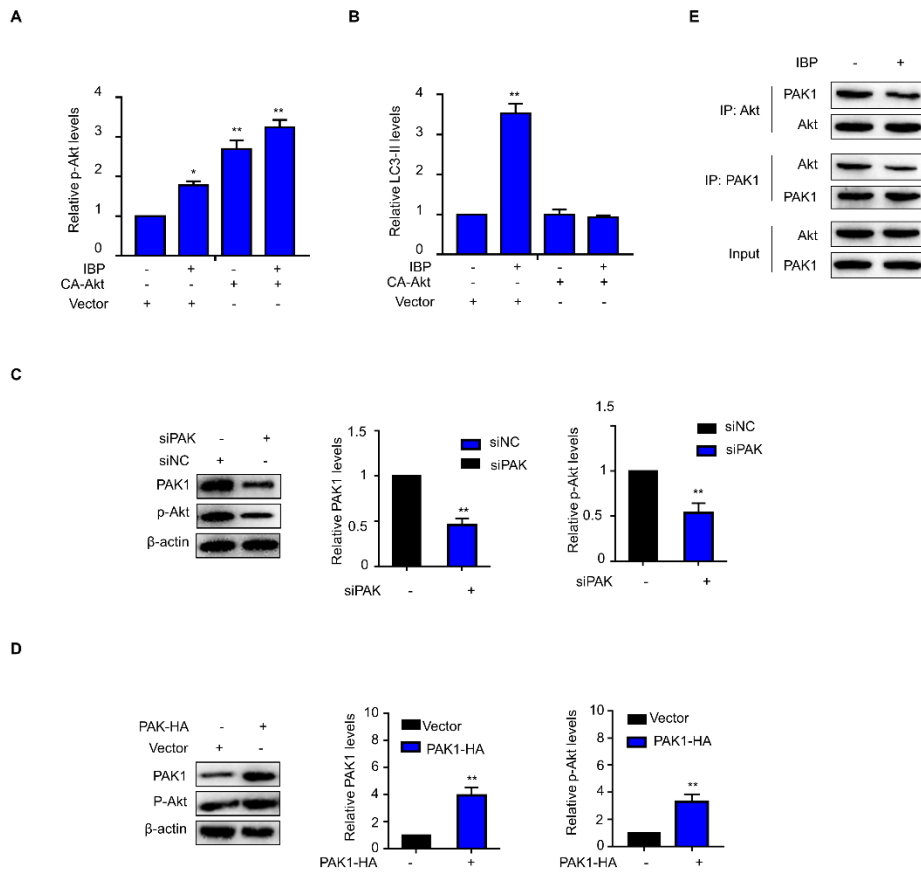 A
B
E
Relative p-Akt levels
4
3
2
1
0
*
**
**
IBP - + - +
CA-Akt - - + +
Vector + + - -
Relative LC3-II levels
4
3
2
1
0
**
IBP - + - +
CA-Akt - - + +
Vector + + - -
IBP - +
IP: Akt
PAK1
Akt
IP: PAK1
Akt
PAK1
Input
Akt
PAK1
C
siPAK - +
siNC + -
PAK1
p-Akt
β-actin
Relative PAK1 levels
1.5
1
0.5
0
siNC
siPAK
**
siPAK - +
Relative p-Akt levels
1.5
1
0.5
0
siNC
siPAK
**
siPAK - +
D
PAK-HA - +
Vector + -
PAK1
P-Akt
β-actin
Relative PAK1 levels
10
8
6
4
2
0
Vector
PAK1-HA
**
PAK1-HA - +
Relative p-Akt levels
10
8
6
4
2
0
Vector
PAK1-HA
**
PAK1-HA - +